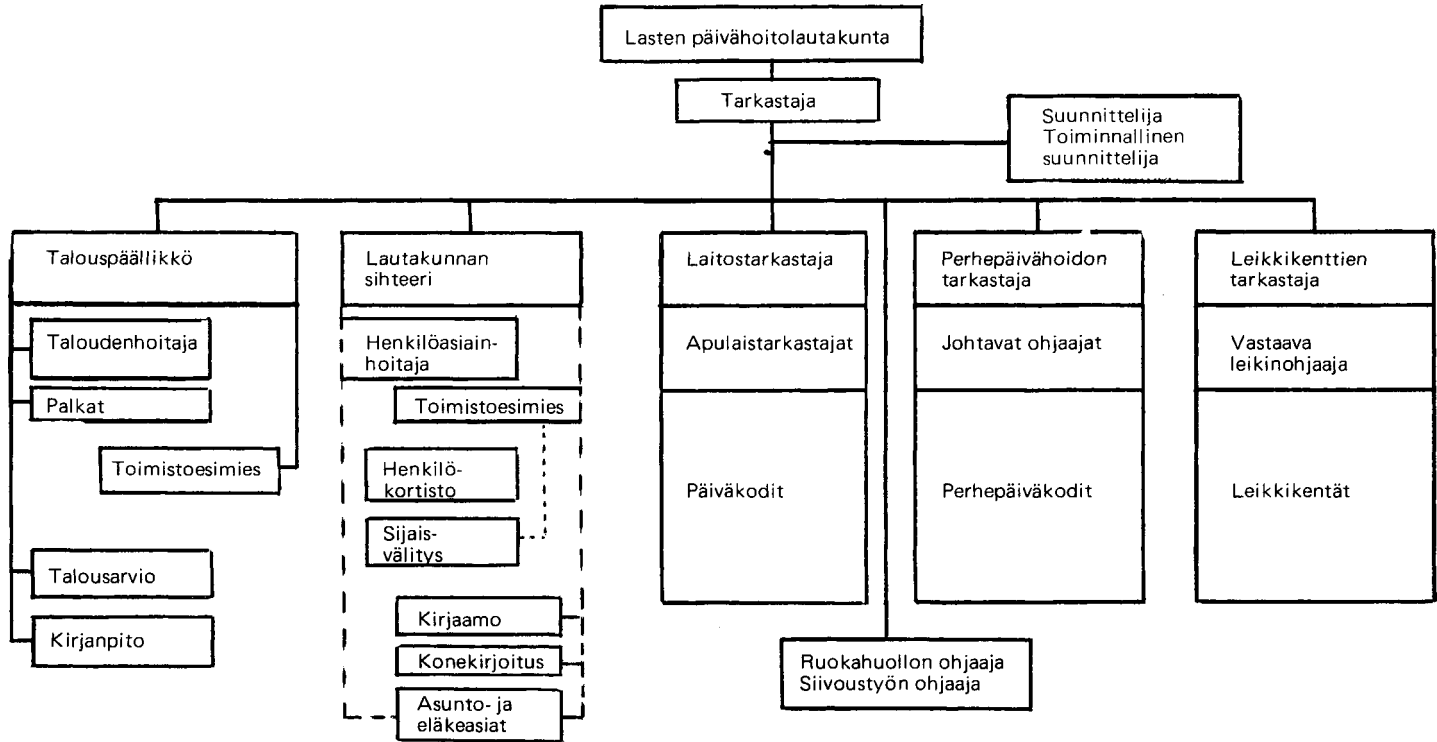 Lasten päivähoitolautakunta
Tarkastaja
Suunnittelija
Toiminnallinen
suunnittelija
Talouspäällikkö
Taloudenhoitaja
Palkat
Toimistoesimies
Talousarvio
Kirjanpito
Lautakunnan
sihteeri
Henkilöasiain-
hoitaja
Toimistoesimies
Henkilö-
kortisto
Sijais-
välitys
Kirjaamo
Konekirjoitus
Asunto- ja
eläkeasiat
Laitostarkastaja
Apulaistarkastajat
Päiväkodit
Ruokahuollon ohjaaja
Siivoustyön ohjaaja
Perhepäivähoidon
tarkastaja
Johtavat ohjaajat
Perhepäiväkodit
Leikkikenttien
tarkastaja
Vastaava
leikinohjaaja
Leikkikentät